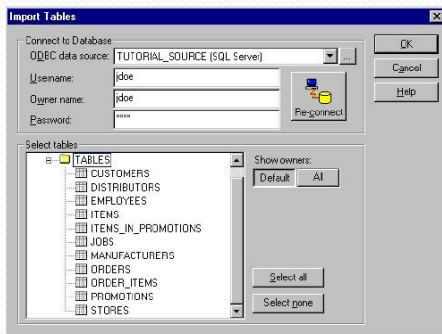 Import Tables
Connect to Database
ODBC data source: TUTORIAL_SOURCE (SQL Server) ...
Username: jdoe
Owner name: jdoe
Password: ****
Re-connect
OK
Cancel
Help
Select tables
TABLES
CUSTOMERS
DISTRIBUTORS
EMPLOYEES
ITEMS
ITEMS_IN_PROMOTIONS
JOBS
MANUFACTURERS
ORDERS
ORDER_ITEMS
PROMOTIONS
STORES
Show owners:
Default All
Select all
Select none